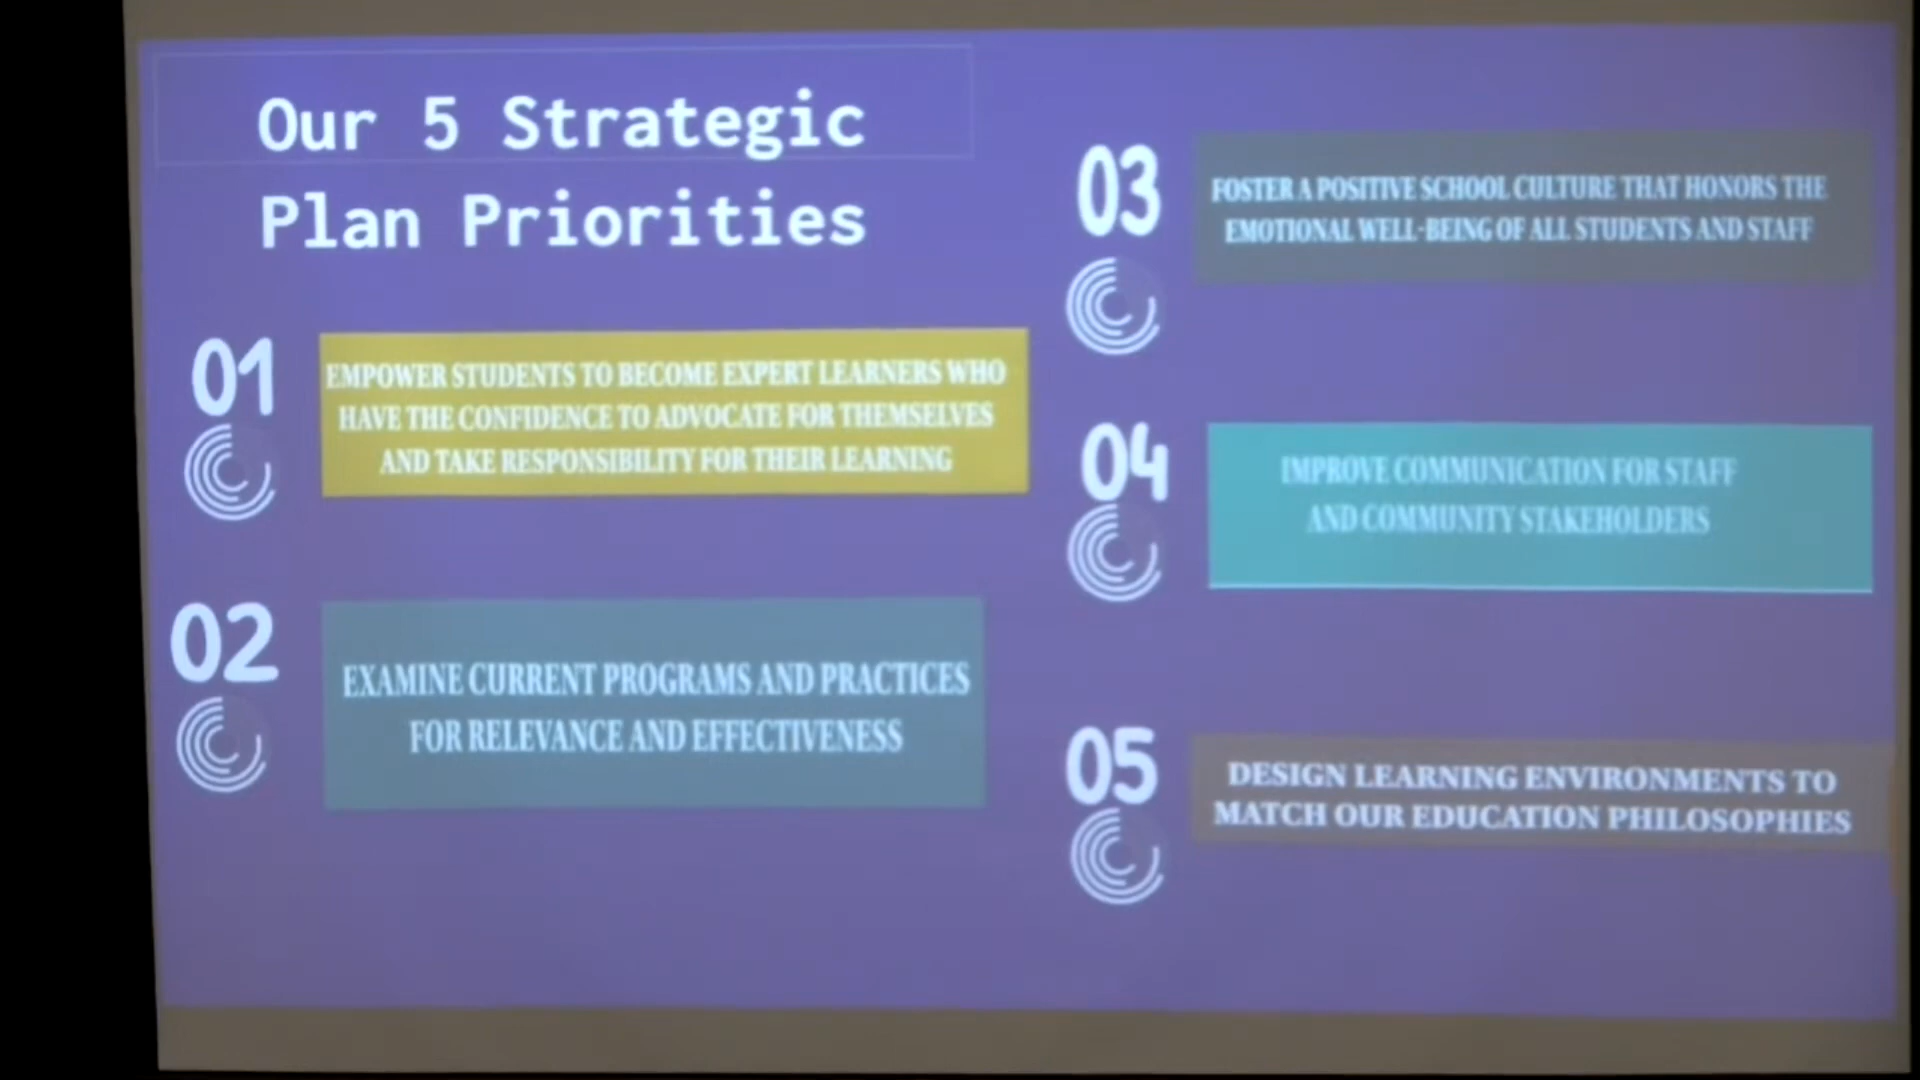 Our 5 Strategic
Plan Priorities
01
EMPOWER STUDENTS TO BECOME EXPERT LEARNERS WHO
HAVE THE CONFIDENCE TO ADVOCATE FOR THEMSELVES
AND TAKE RESPONSIBILITY FOR THEIR LEARNING
02
EXAMINE CURRENT PROGRAMS AND PRACTICES
FOR RELEVANCE AND EFFECTIVENESS
03
FOSTER A POSITIVE SCHOOL CULTURE THAT HONORS THE
EMOTIONAL WELL-BEING OF ALL STUDENTS AND STAFF
04
IMPROVE COMMUNICATION FOR STAFF
AND COMMUNITY STAKEHOLDERS
05
DESIGN LEARNING ENVIRONMENTS TO
MATCH OUR EDUCATION PHILOSOPHIES